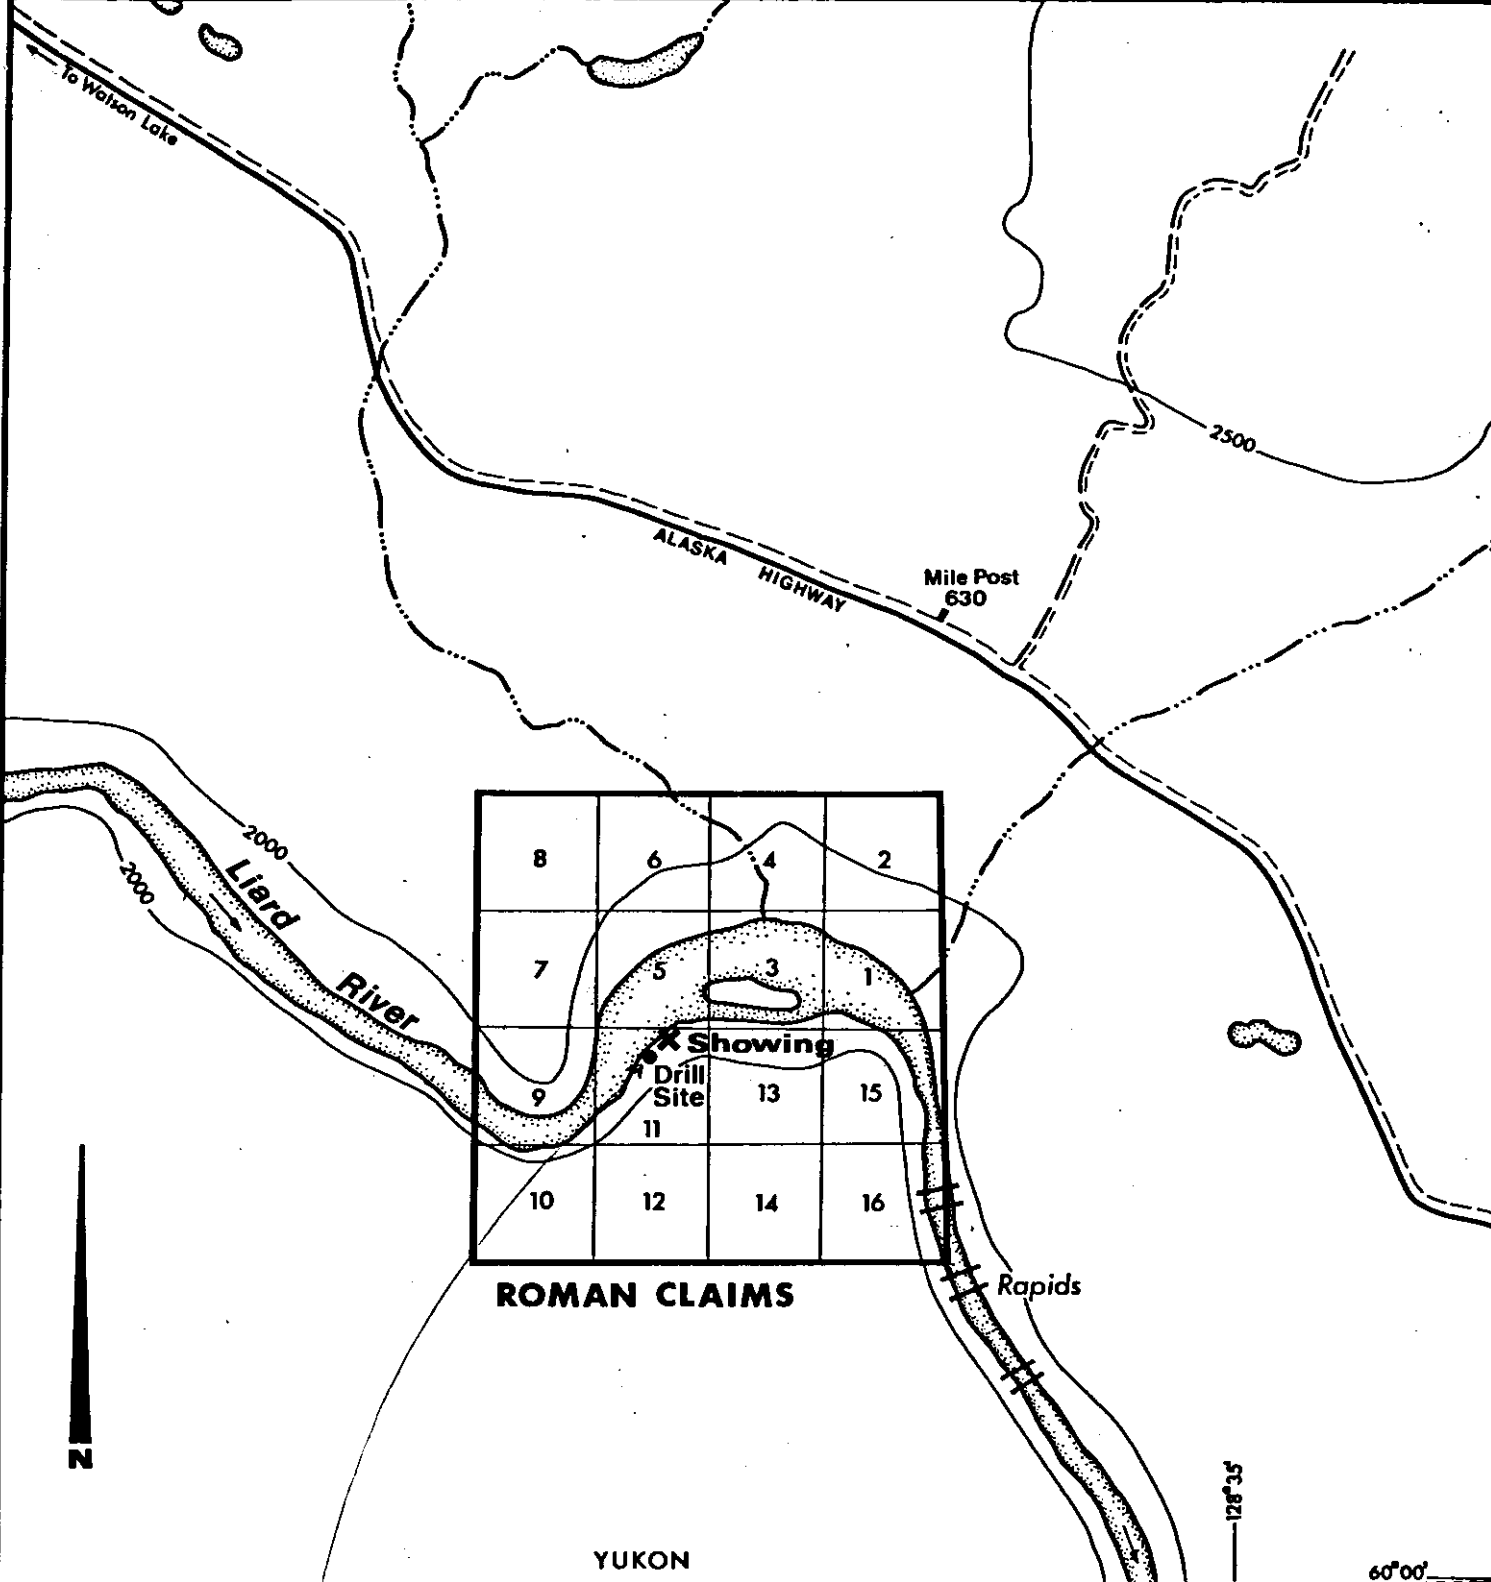 To Watson Lake
2500
ALASKA HIGHWAY
Mile Post
630
2000
2000
Liard River
8
6
4
2
7
5
3
1
Showing
Drill
Site
9
11
13
15
10
12
14
16
ROMAN CLAIMS
Rapids
N
128°35'
YUKON
60°00'